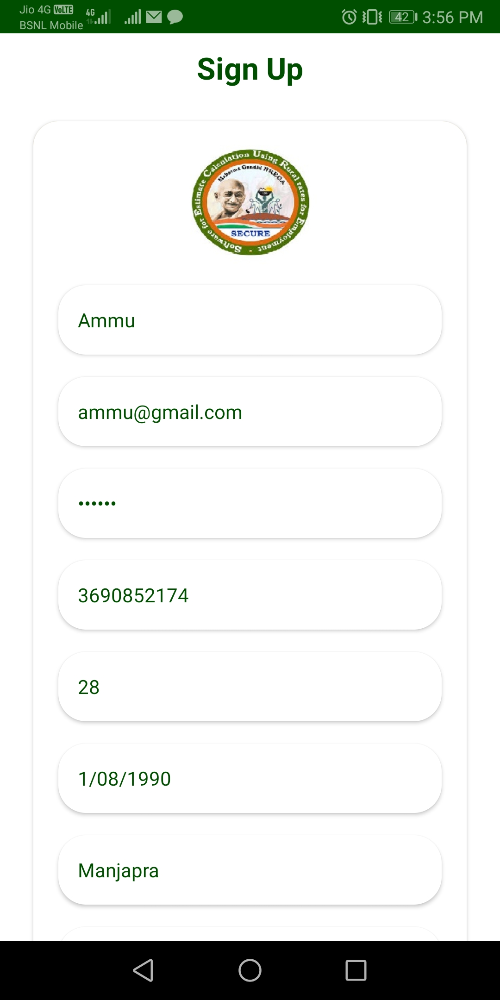 Jio 4G VoLTE
BSNL Mobile
4G
42
3:56 PM
Sign Up
Software for Estimate Calculation Using Rural rates for Employment
Mahatma Gandhi NREGA
SECURE
Ammu
ammu@gmail.com
••••••
3690852174
28
1/08/1990
Manjapra